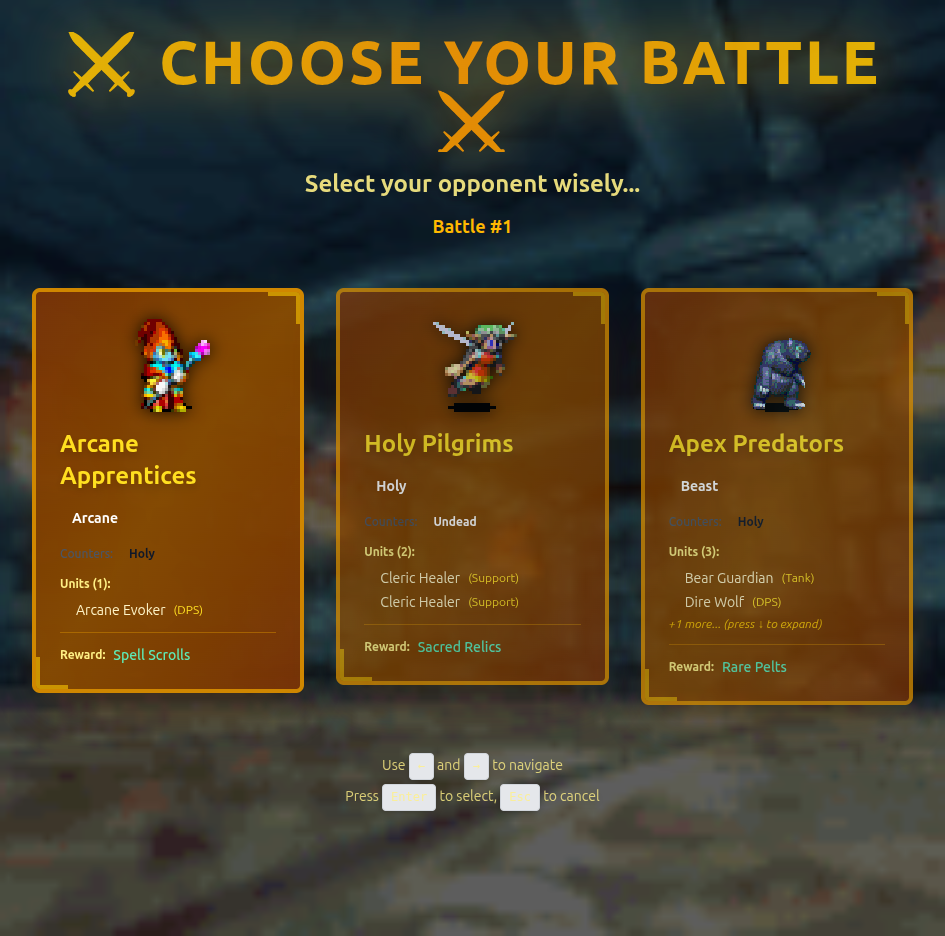 ⚔ CHOOSE YOUR BATTLE
⚔
Select your opponent wisely...
Battle #1
Arcane
Apprentices
Arcane
Counters: Holy
Units (1):
Arcane Evoker (DPS)
Reward: Spell Scrolls
Holy Pilgrims
Holy
Counters: Undead
Units (2):
Cleric Healer (Support)
Cleric Healer (Support)
Reward: Sacred Relics
Apex Predators
Beast
Counters: Holy
Units (3):
Bear Guardian (Tank)
Dire Wolf (DPS)
+1 more... (press ↓ to expand)
Reward: Rare Pelts
Use and to navigate
Press to select, to cancel